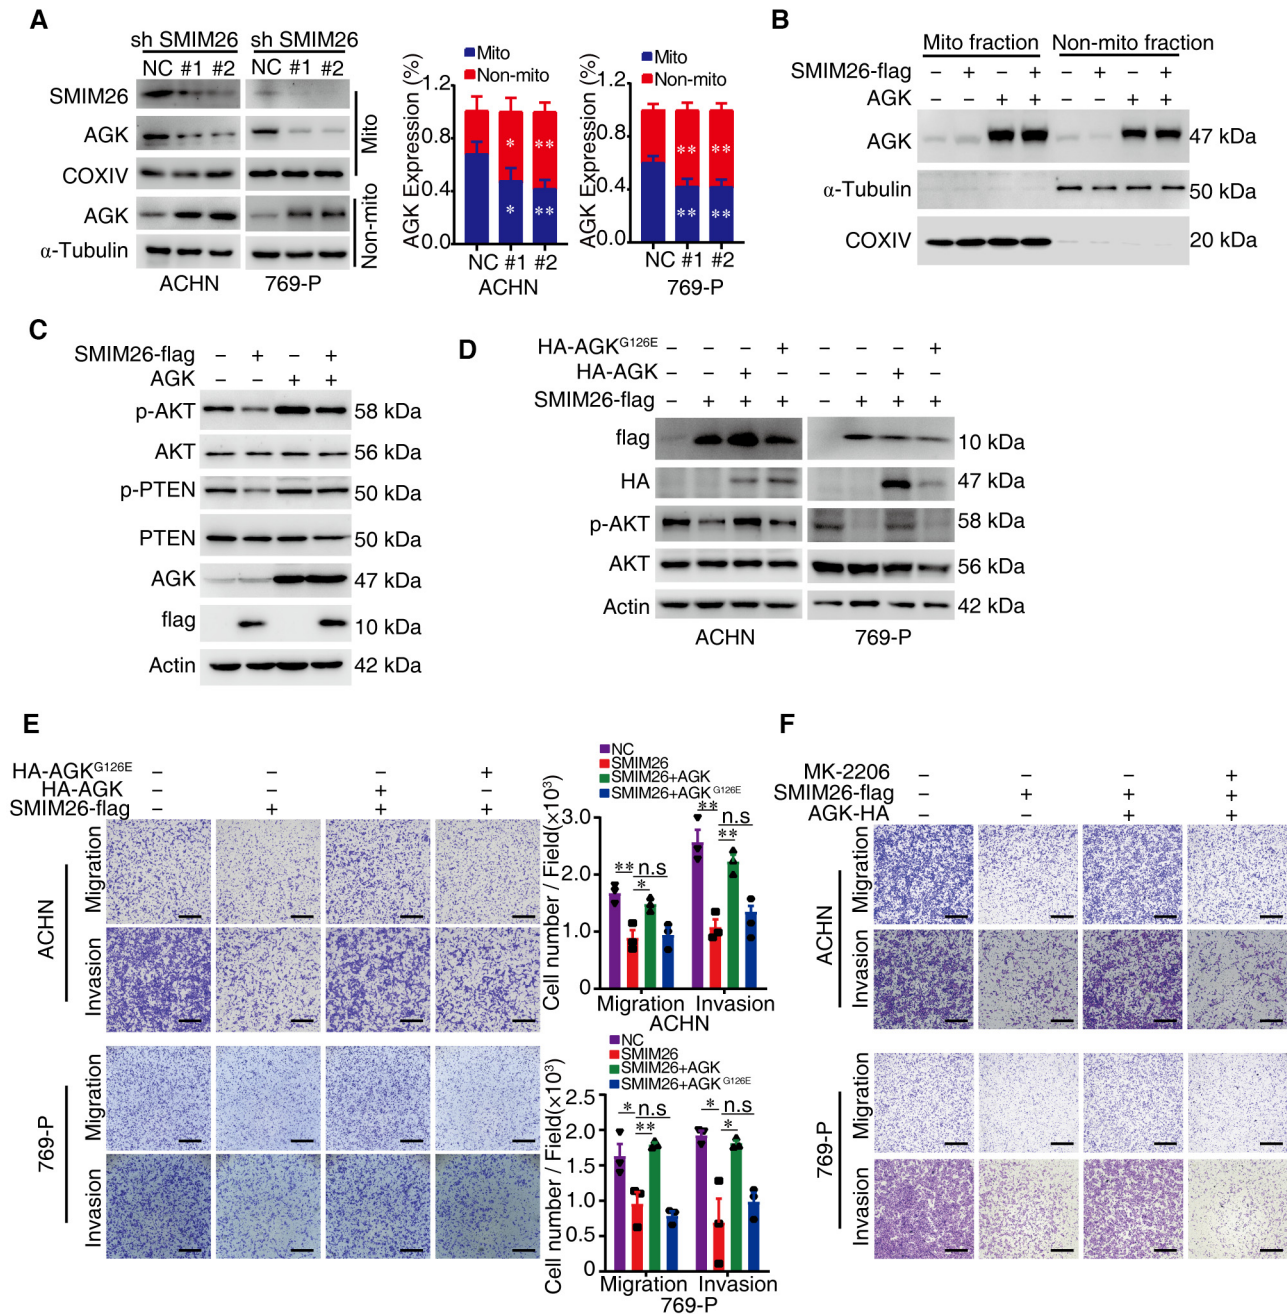 A
sh SMIM26 sh SMIM26
NC #1 #2 NC #1 #2
SMIM26
AGK
COXIV
AGK
α-Tubulin
Mito
Non-mito
ACHN 769-P
Mito
Non-mito
AGK Expression (%)
1.2
0.8
0.4
0.0
* **
* **
NC #1 #2
ACHN
Mito
Non-mito
AGK Expression (%)
1.2
0.8
0.4
0.0
** **
** **
NC #1 #2
769-P
B
Mito fraction Non-mito fraction
SMIM26-flag – + – + – + – +
AGK – – + + – – + +
AGK 47 kDa
α-Tubulin 50 kDa
COXIV 20 kDa
C
SMIM26-flag – + – +
AGK – – + +
p-AKT 58 kDa
AKT 56 kDa
p-PTEN 50 kDa
PTEN 50 kDa
AGK 47 kDa
flag 10 kDa
Actin 42 kDa
D
HA-AGK^G126E – – – + – – – +
HA-AGK – – + – – – + –
SMIM26-flag – + + + – + + +
flag 10 kDa
HA 47 kDa
p-AKT 58 kDa
AKT 56 kDa
Actin 42 kDa
ACHN 769-P
E
HA-AGK^G126E – – – +
HA-AGK – – + –
SMIM26-flag – + + +
ACHN
Migration
Invasion
769-P
Migration
Invasion
NC
SMIM26
SMIM26+AGK
SMIM26+AGK^G126E
Cell number / Field(×10³)
3.0
2.0
1.0
0
** n.s
*
** n.s
**
Migration Invasion
ACHN
NC
SMIM26
SMIM26+AGK
SMIM26+AGK^G126E
Cell number / Field(×10³)
2.5
2.0
1.5
1.0
0.5
0
* n.s
**
* n.s
*
Migration Invasion
769-P
F
MK-2206 – – – +
SMIM26-flag – + + +
AGK-HA – – + +
ACHN
Migration
Invasion
769-P
Migration
Invasion